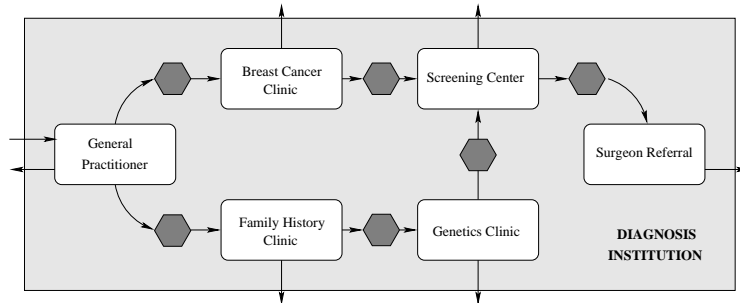 Breast Cancer
Clinic
Screening Center
General
Practitioner
Surgeon Referral
Family History
Clinic
Genetics Clinic
DIAGNOSIS
INSTITUTION